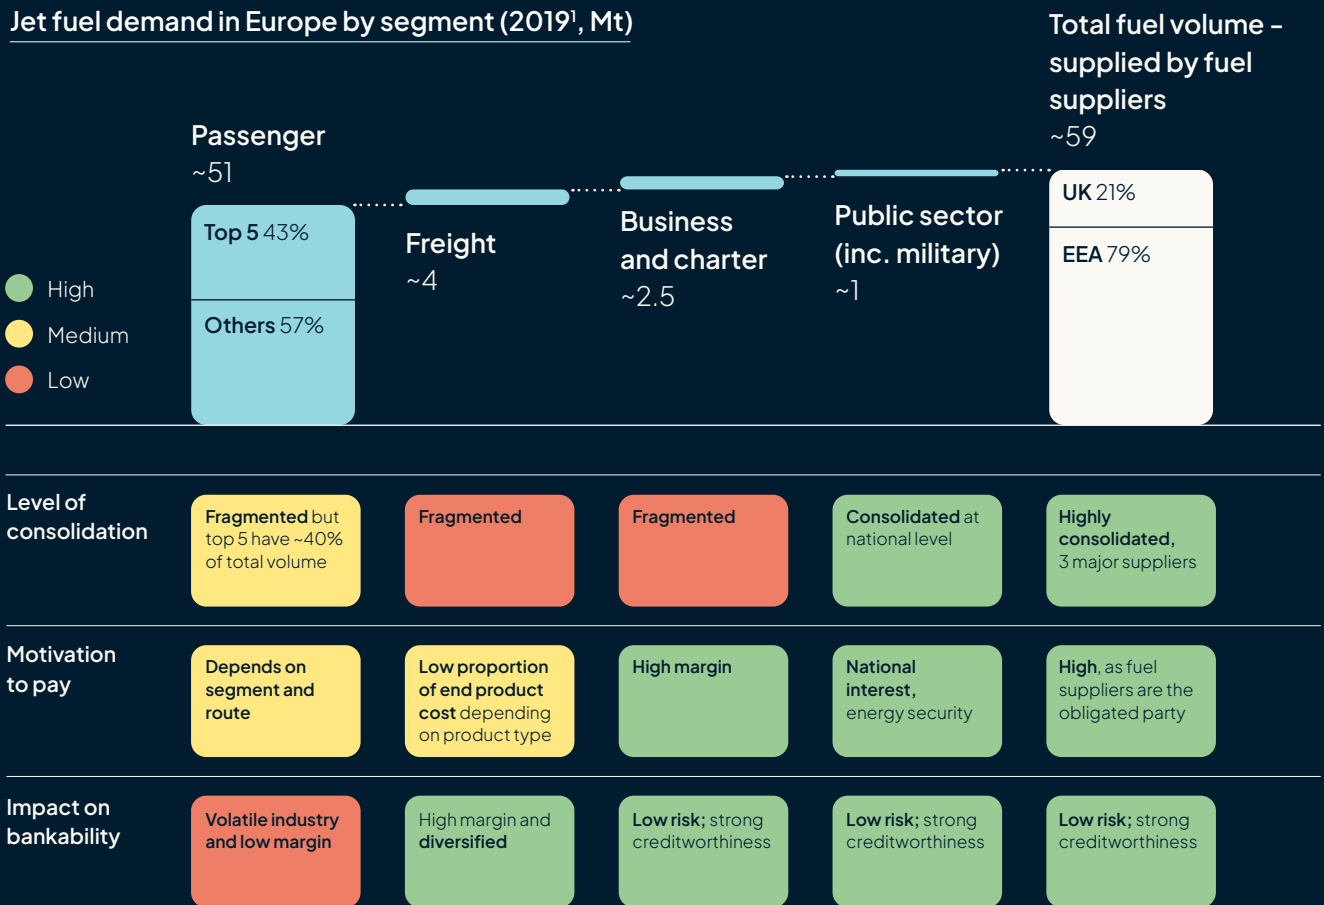 Jet fuel demand in Europe by segment (2019¹, Mt)
Total fuel volume –
supplied by fuel
suppliers
~59
Passenger
~51
Top 5 43%
Others 57%
Freight
~4
Business
and charter
~2.5
Public sector
(inc. military)
~1
UK 21%
EEA 79%
High
Medium
Low
Level of
consolidation
Fragmented but
top 5 have ~40%
of total volume
Fragmented
Fragmented
Consolidated at
national level
Highly
consolidated,
3 major suppliers
Motivation
to pay
Depends on
segment and
route
Low proportion
of end product
cost depending
on product type
High margin
National
interest,
energy security
High, as fuel
suppliers are the
obligated party
Impact on
bankability
Volatile industry
and low margin
High margin and
diversified
Low risk; strong
creditworthiness
Low risk; strong
creditworthiness
Low risk; strong
creditworthiness